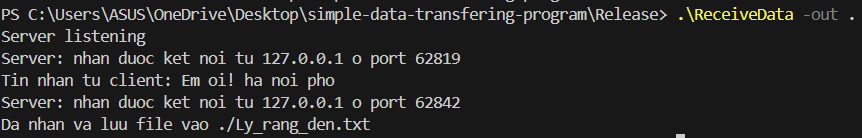 PS C:\Users\ASUS\OneDrive\Desktop\simple-data-transfering-program\Release> .\ReceiveData -out .
Server listening
Server: nhan duoc ket noi tu 127.0.0.1 o port 62819
Tin nhan tu client: Em oi! ha noi pho
Server: nhan duoc ket noi tu 127.0.0.1 o port 62842
Da nhan va luu file vao ./Ly_rang_den.txt